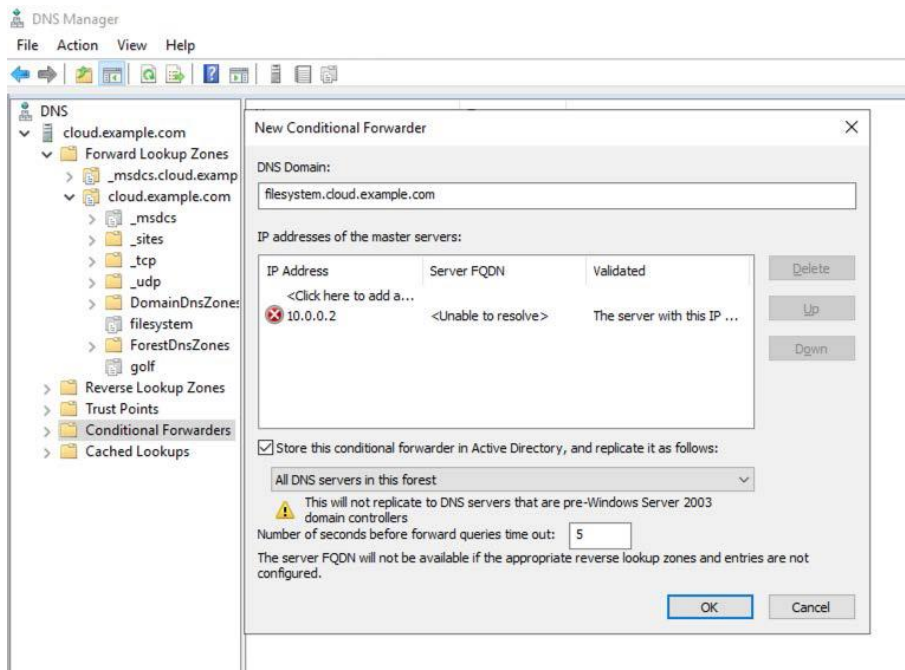 DNS Manager
File Action View Help
DNS
cloud.example.com
Forward Lookup Zones
_msdcs.cloud.examp
cloud.example.com
_msdcs
_sites
_tcp
_udp
DomainDnsZones
filesystem
ForestDnsZones
golf
Reverse Lookup Zones
Trust Points
Conditional Forwarders
Cached Lookups
New Conditional Forwarder
DNS Domain:
filesystem.cloud.example.com
IP addresses of the master servers:
IP Address Server FQDN Validated
<Click here to add a...
10.0.0.2 <Unable to resolve> The server with this IP ...
Delete
Up
Down
Store this conditional forwarder in Active Directory, and replicate it as follows:
All DNS servers in this forest
This will not replicate to DNS servers that are pre-Windows Server 2003
domain controllers
Number of seconds before forward queries time out: 5
The server FQDN will not be available if the appropriate reverse lookup zones and entries are not
configured.
OK Cancel